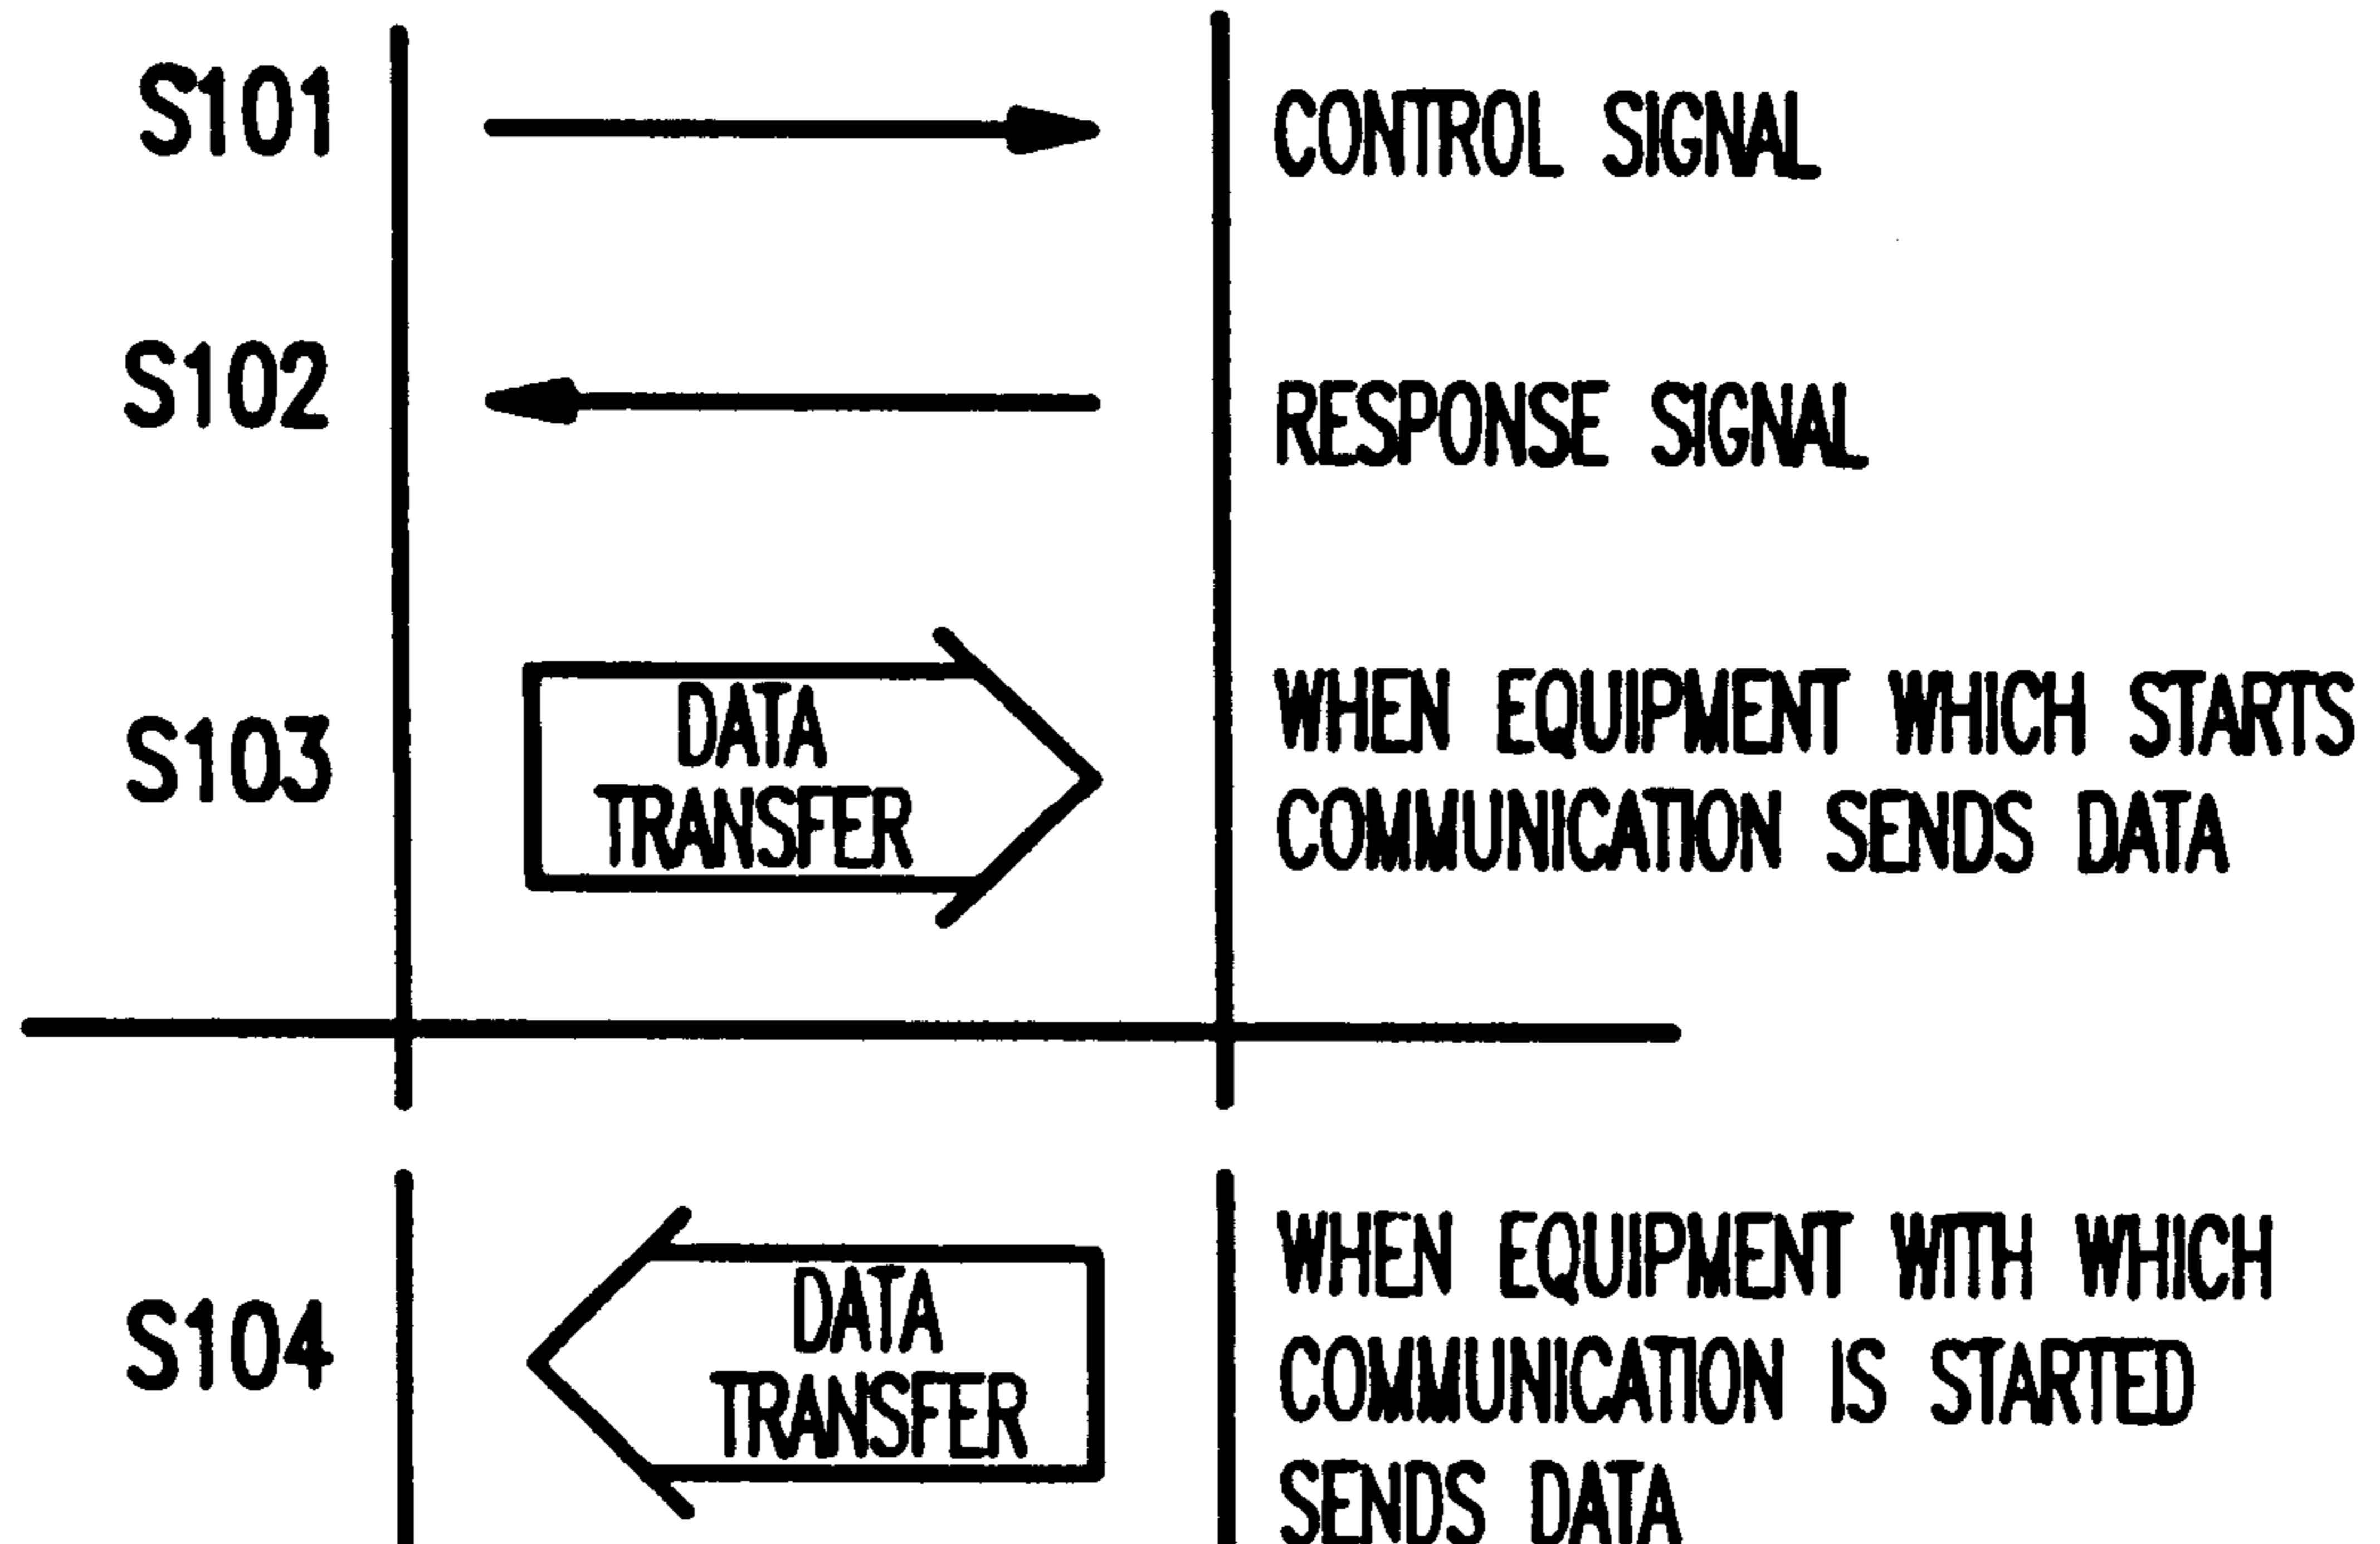 S101
CONTROL SIGNAL
S102
RESPONSE SIGNAL
S103
DATA
TRANSFER
WHEN EQUIPMENT WHICH STARTS
COMMUNICATION SENDS DATA
S104
DATA
TRANSFER
WHEN EQUIPMENT WITH WHICH
COMMUNICATION IS STARTED
SENDS DATA